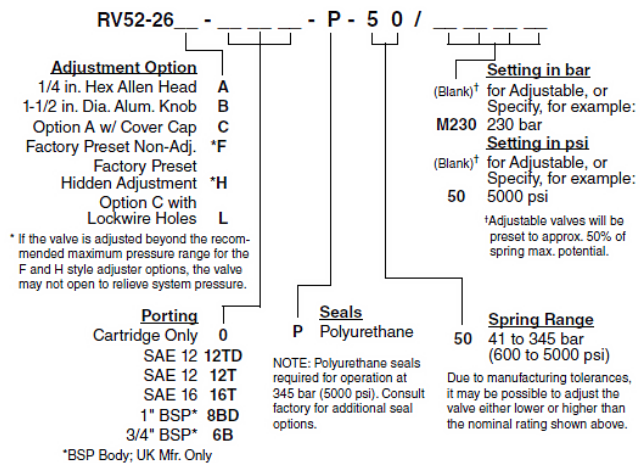 RV52-26__ - ____ ____ ____ - P - 5 0 / __ __ __ __
Adjustment Option
1/4 in. Hex Allen Head A
1-1/2 in. Dia. Alum. Knob B
Option A w/ Cover Cap C
Factory Preset Non-Adj. *F
Factory Preset
Hidden Adjustment *H
Option C with
Lockwire Holes L
* If the valve is adjusted beyond the recom-
mended maximum pressure range for the
F and H style adjuster options, the valve
may not open to relieve system pressure.
Porting
Cartridge Only 0
SAE 12 12TD
SAE 12 12T
SAE 16 16T
1" BSP* 8BD
3/4" BSP* 6B
*BSP Body; UK Mfr. Only
Seals
P Polyurethane
NOTE: Polyurethane seals
required for operation at
345 bar (5000 psi). Consult
factory for additional seal
options.
Setting in bar
(Blank)† for Adjustable, or
Specify, for example:
M230 230 bar
Setting in psi
(Blank)† for Adjustable, or
Specify, for example:
50 5000 psi
†Adjustable valves will be
preset to approx. 50% of
spring max. potential.
Spring Range
50 41 to 345 bar
(600 to 5000 psi)
Due to manufacturing tolerances,
it may be possible to adjust the
valve either lower or higher than
the nominal rating shown above.